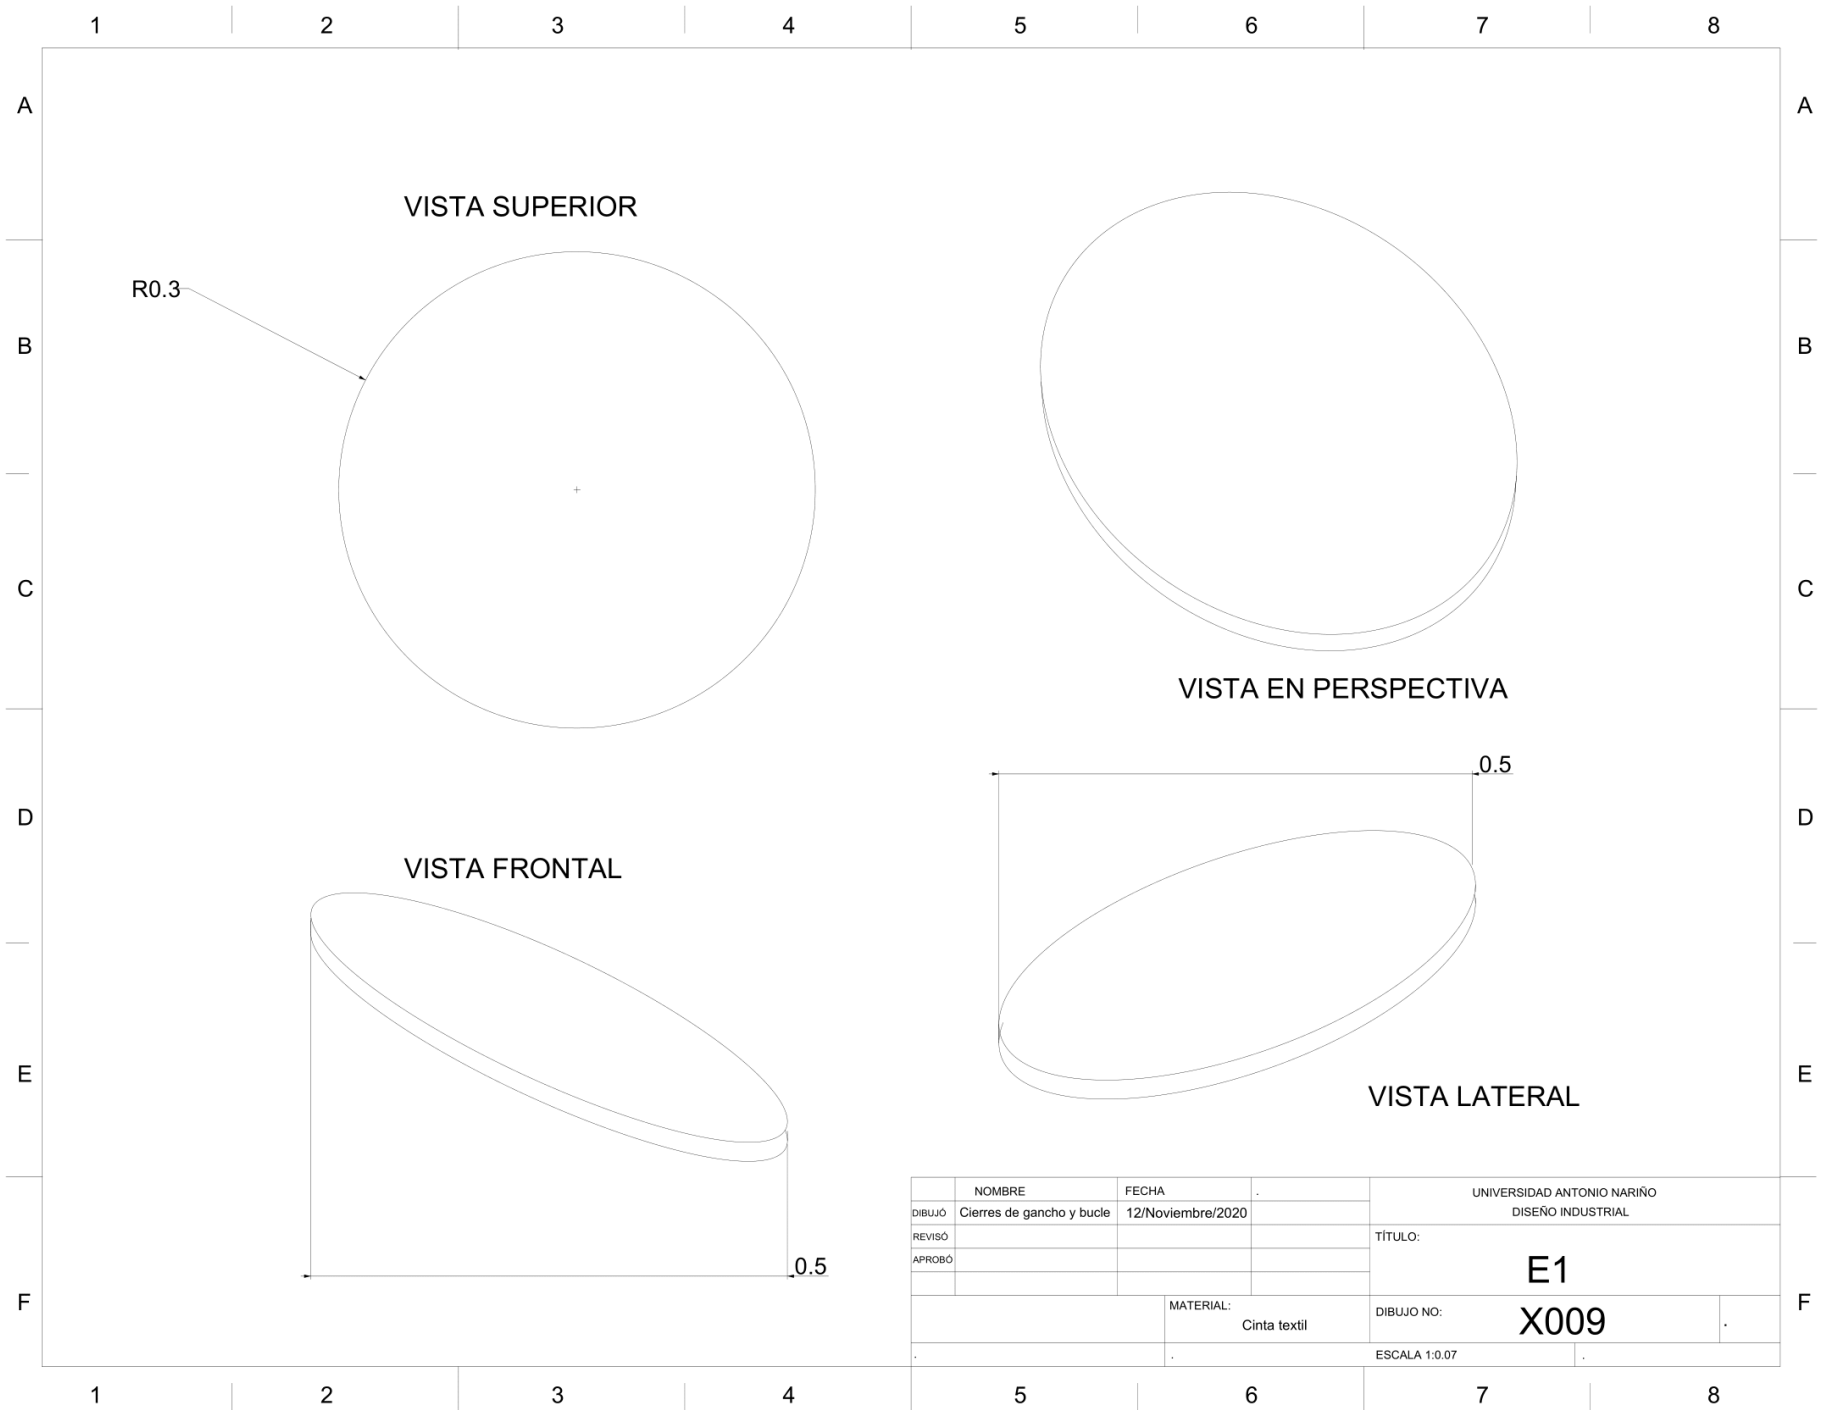 1 2 3 4 5 6 7 8
A A
VISTA SUPERIOR
R0.3
B B
C C
VISTA EN PERSPECTIVA
0.5
D D
VISTA FRONTAL
E E
VISTA LATERAL
NOMBRE FECHA .
UNIVERSIDAD ANTONIO NARIÑO
DISEÑO INDUSTRIAL
DIBUJÓ Cierres de gancho y bucle 12/Noviembre/2020
REVISÓ
TÍTULO:
APROBÓ
E1
0.5
F F
MATERIAL:
Cinta textil
DIBUJO NO:
X009
.
. .
ESCALA 1:0.07
.
1 2 3 4 5 6 7 8